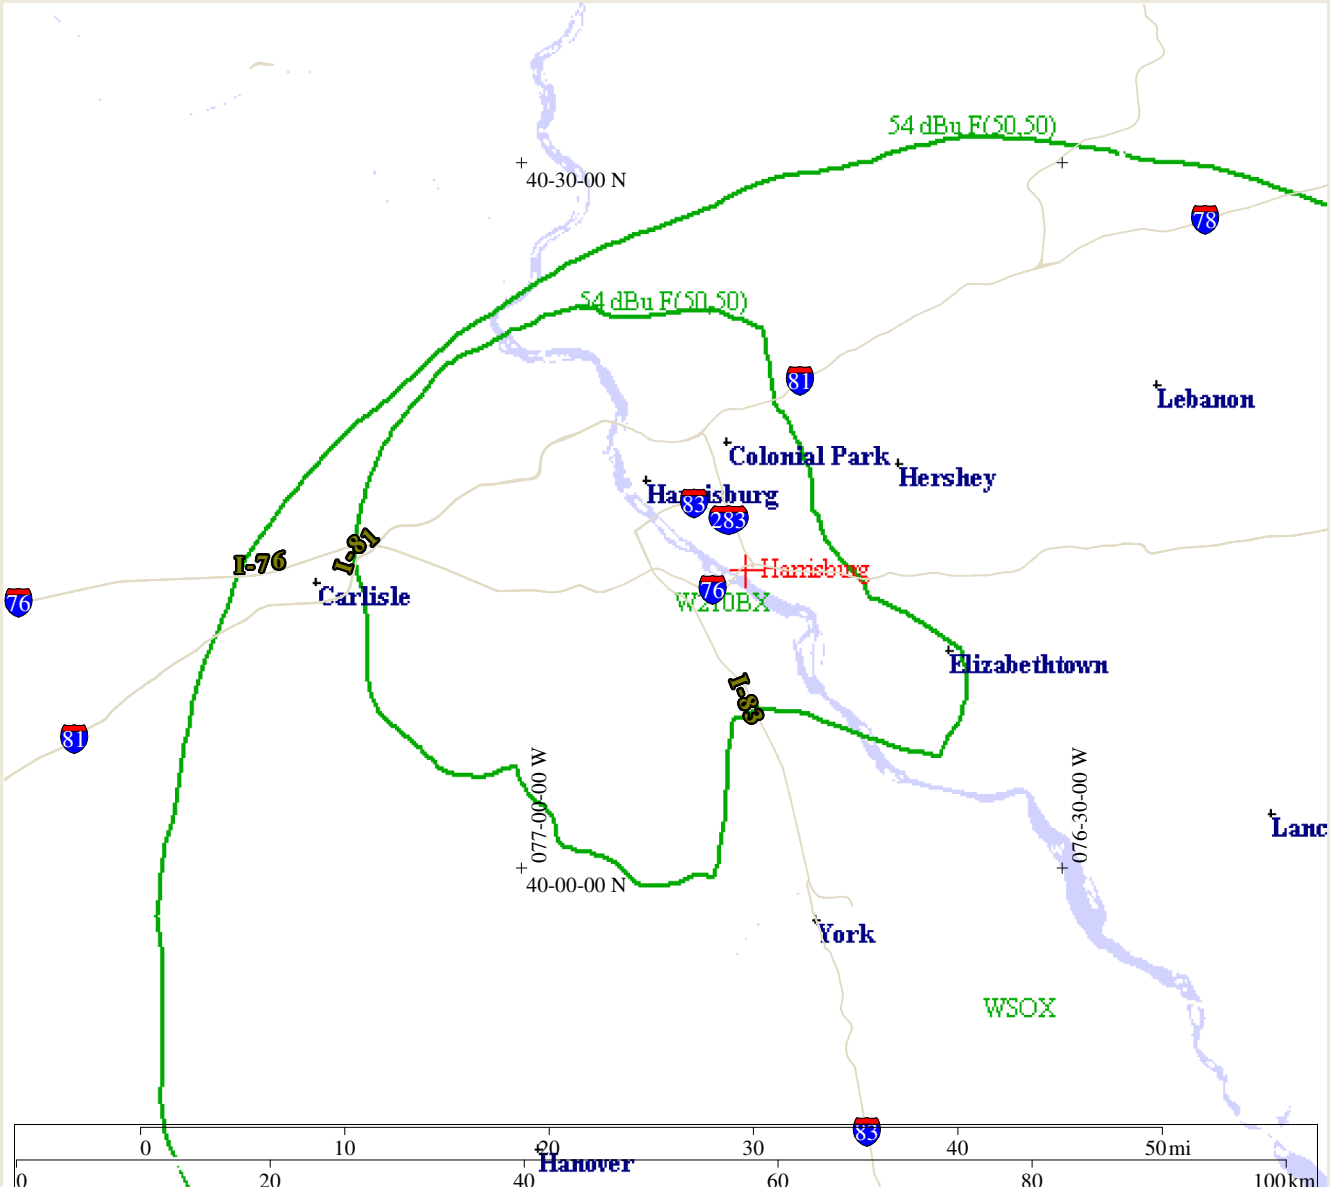 54 dBu F(50,50)
40-30-00 N
78
54 dBu F(50,50)
81
Lebanon
Colonial Park
Hershey
Harrisburg
83
283
I-76
I-81
Harrisburg
76
Carlisle
76
W210BX
Elizabethtown
I-83
81
077-00-00 W
076-30-00 W
Lanc
40-00-00 N
York
WSOX
83
0 10 20 30 40 50 mi
Hanover
0 20 40 60 80 100 km